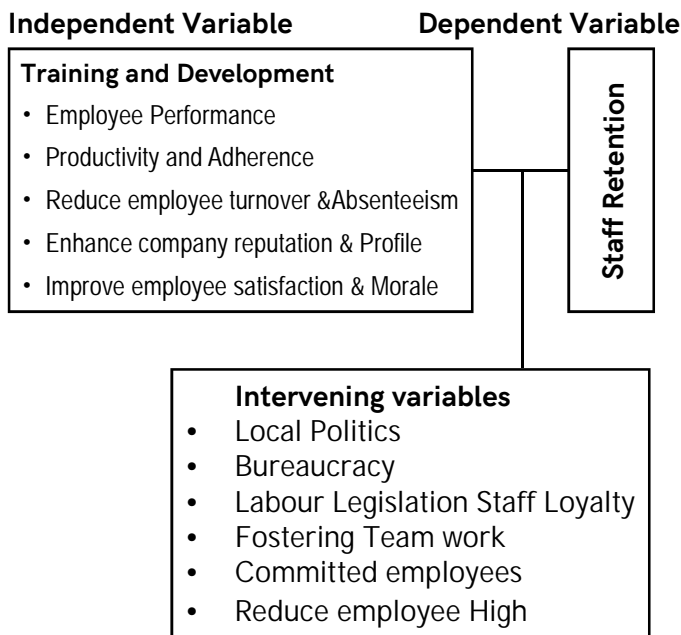 Independent Variable
Dependent Variable
Training and Development
• Employee Performance
• Productivity and Adherence
• Reduce employee turnover &Absenteeism
• Enhance company reputation & Profile
• Improve employee satisfaction & Morale
Staff Retention
Intervening variables
• Local Politics
• Bureaucracy
• Labour Legislation Staff Loyalty
• Fostering Team work
• Committed employees
• Reduce employee High